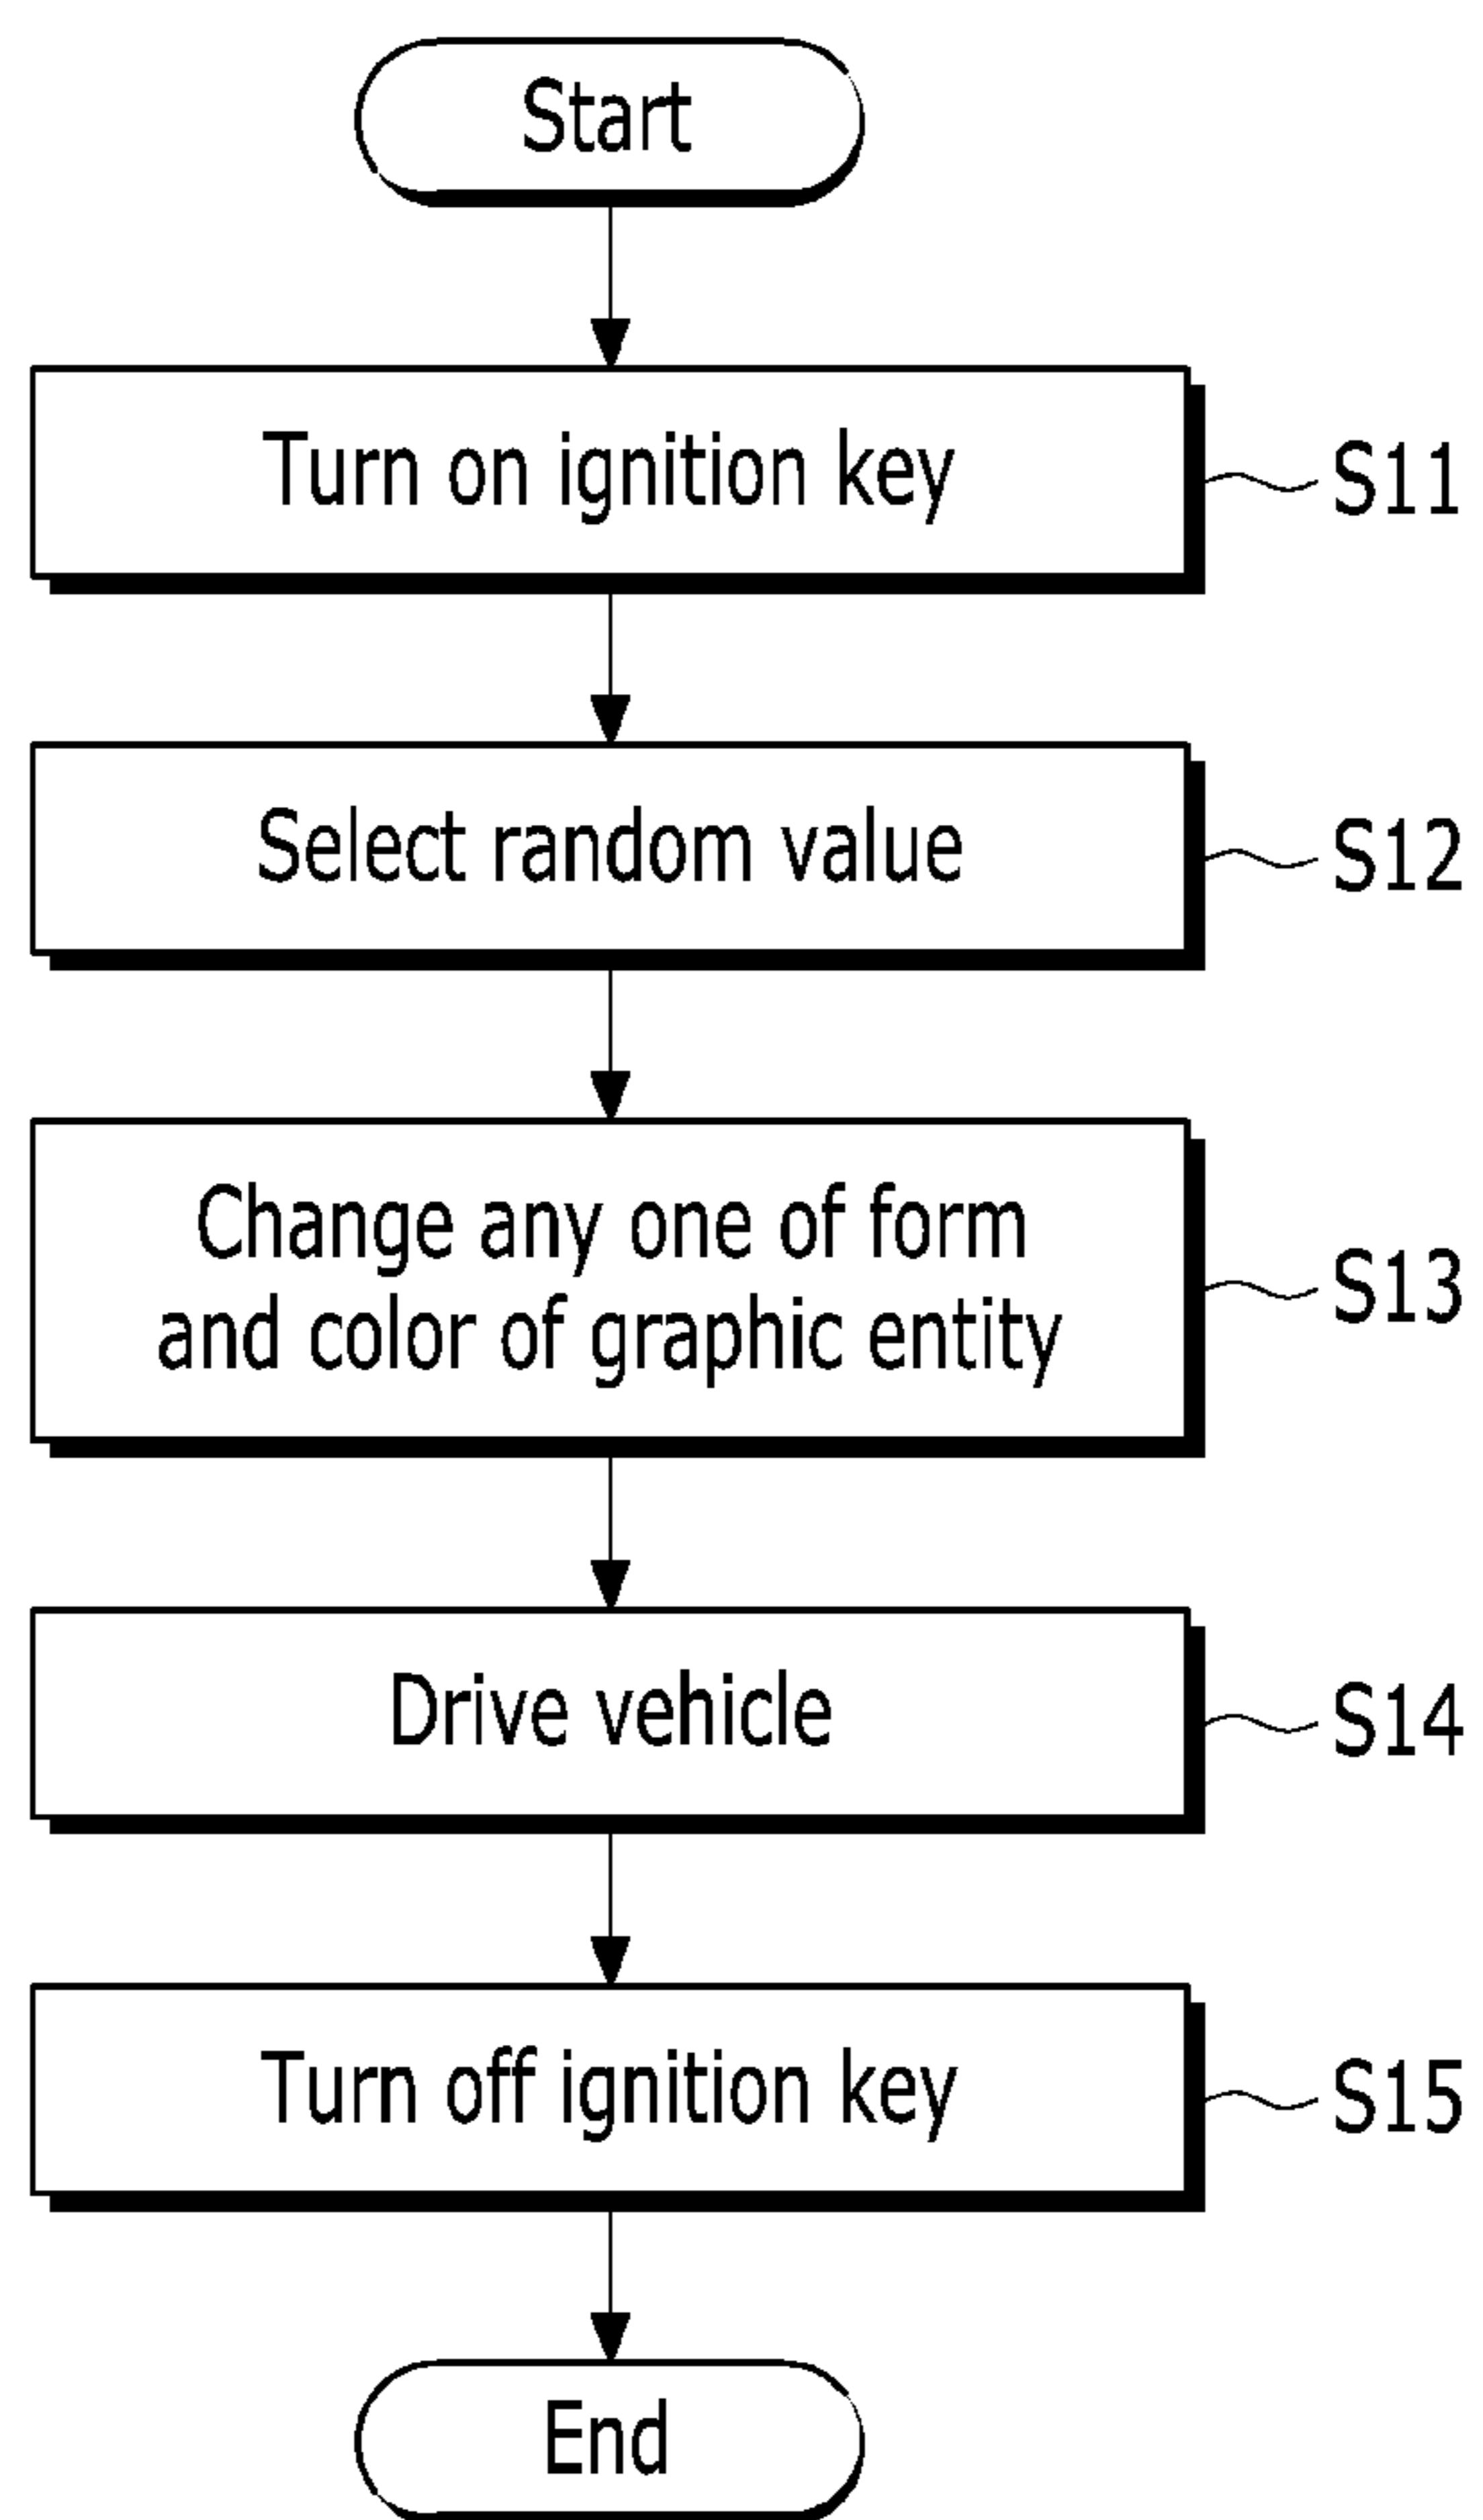 Start
Turn on ignition key
S11
Select random value
S12
Change any one of form
and color of graphic entity
S13
Drive vehicle
S14
Turn off ignition key
S15
End